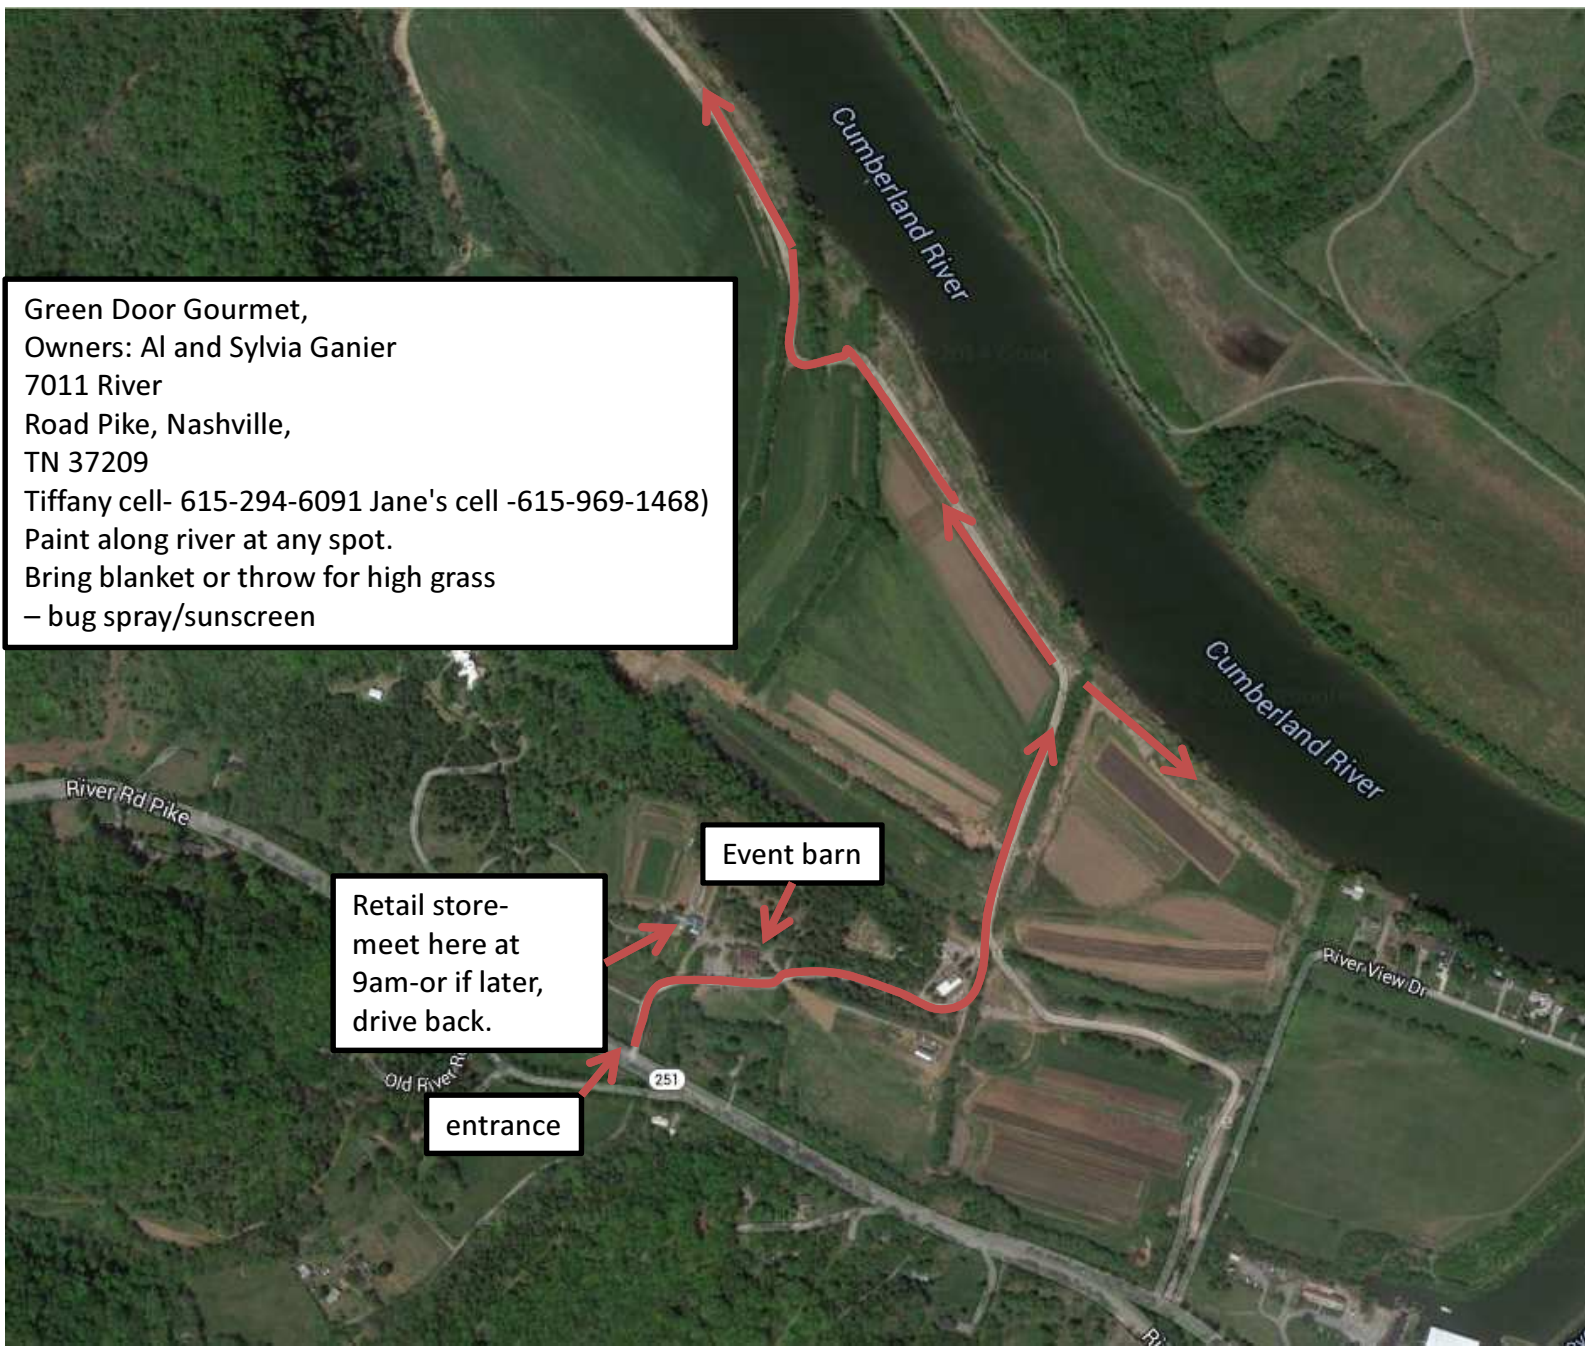 Cumberland River
Green Door Gourmet,
Owners: Al and Sylvia Ganier
7011 River
Road Pike, Nashville,
TN 37209
Tiffany cell- 615-294-6091 Jane's cell -615-969-1468)
Paint along river at any spot.
Bring blanket or throw for high grass
– bug spray/sunscreen
Cumberland River
River Rd Pike
Event barn
Retail store-
meet here at
9am-or if later,
drive back.
River View Dr
Old River
251
entrance